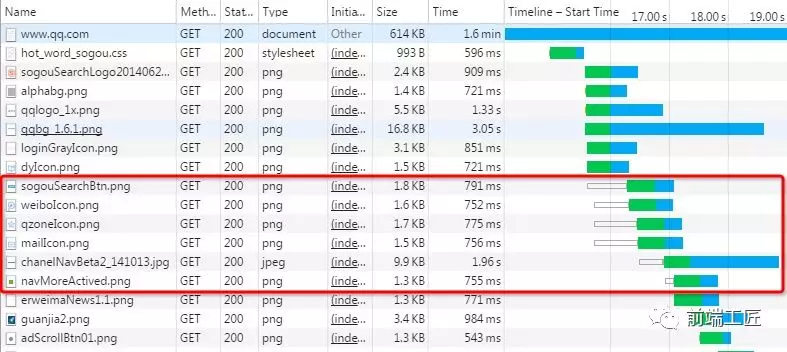 Name Met... Stat... Type Initia... Size Time Timeline – Start Time 17.00 s 18.00 s 19.00 s
www.qq.com GET 200 document Other 614 KB 1.6 min
hot_word_sogou.css GET 200 stylesheet (inde... 993 B 596 ms
sogouSearchLogo2014062... GET 200 png (inde... 2.4 KB 909 ms
alphabg.png GET 200 png (inde... 1.4 KB 721 ms
qqlogo_1x.png GET 200 png (inde... 5.5 KB 1.33 s
qqbg_1.6.1.png GET 200 png (inde... 16.8 KB 3.05 s
loginGrayIcon.png GET 200 png (inde... 3.1 KB 851 ms
dyIcon.png GET 200 png (inde... 1.5 KB 721 ms
sogouSearchBtn.png GET 200 png (inde... 1.8 KB 791 ms
weiboIcon.png GET 200 png (inde... 1.6 KB 752 ms
qzoneIcon.png GET 200 png (inde... 1.7 KB 775 ms
mailIcon.png GET 200 png (inde... 1.5 KB 756 ms
chanelNavBeta2_141013.jpg GET 200 jpeg (inde... 9.9 KB 1.96 s
navMoreActived.png GET 200 png (inde... 1.3 KB 755 ms
erweimaNews1.1.png GET 200 png (inde... 1.3 KB 771 ms
guanjia2.png GET 200 png (inde... 3.4 KB 984 ms
adScrollBtn01.png GET 200 png (inde... 1.3 KB 543 ms
前端工匠